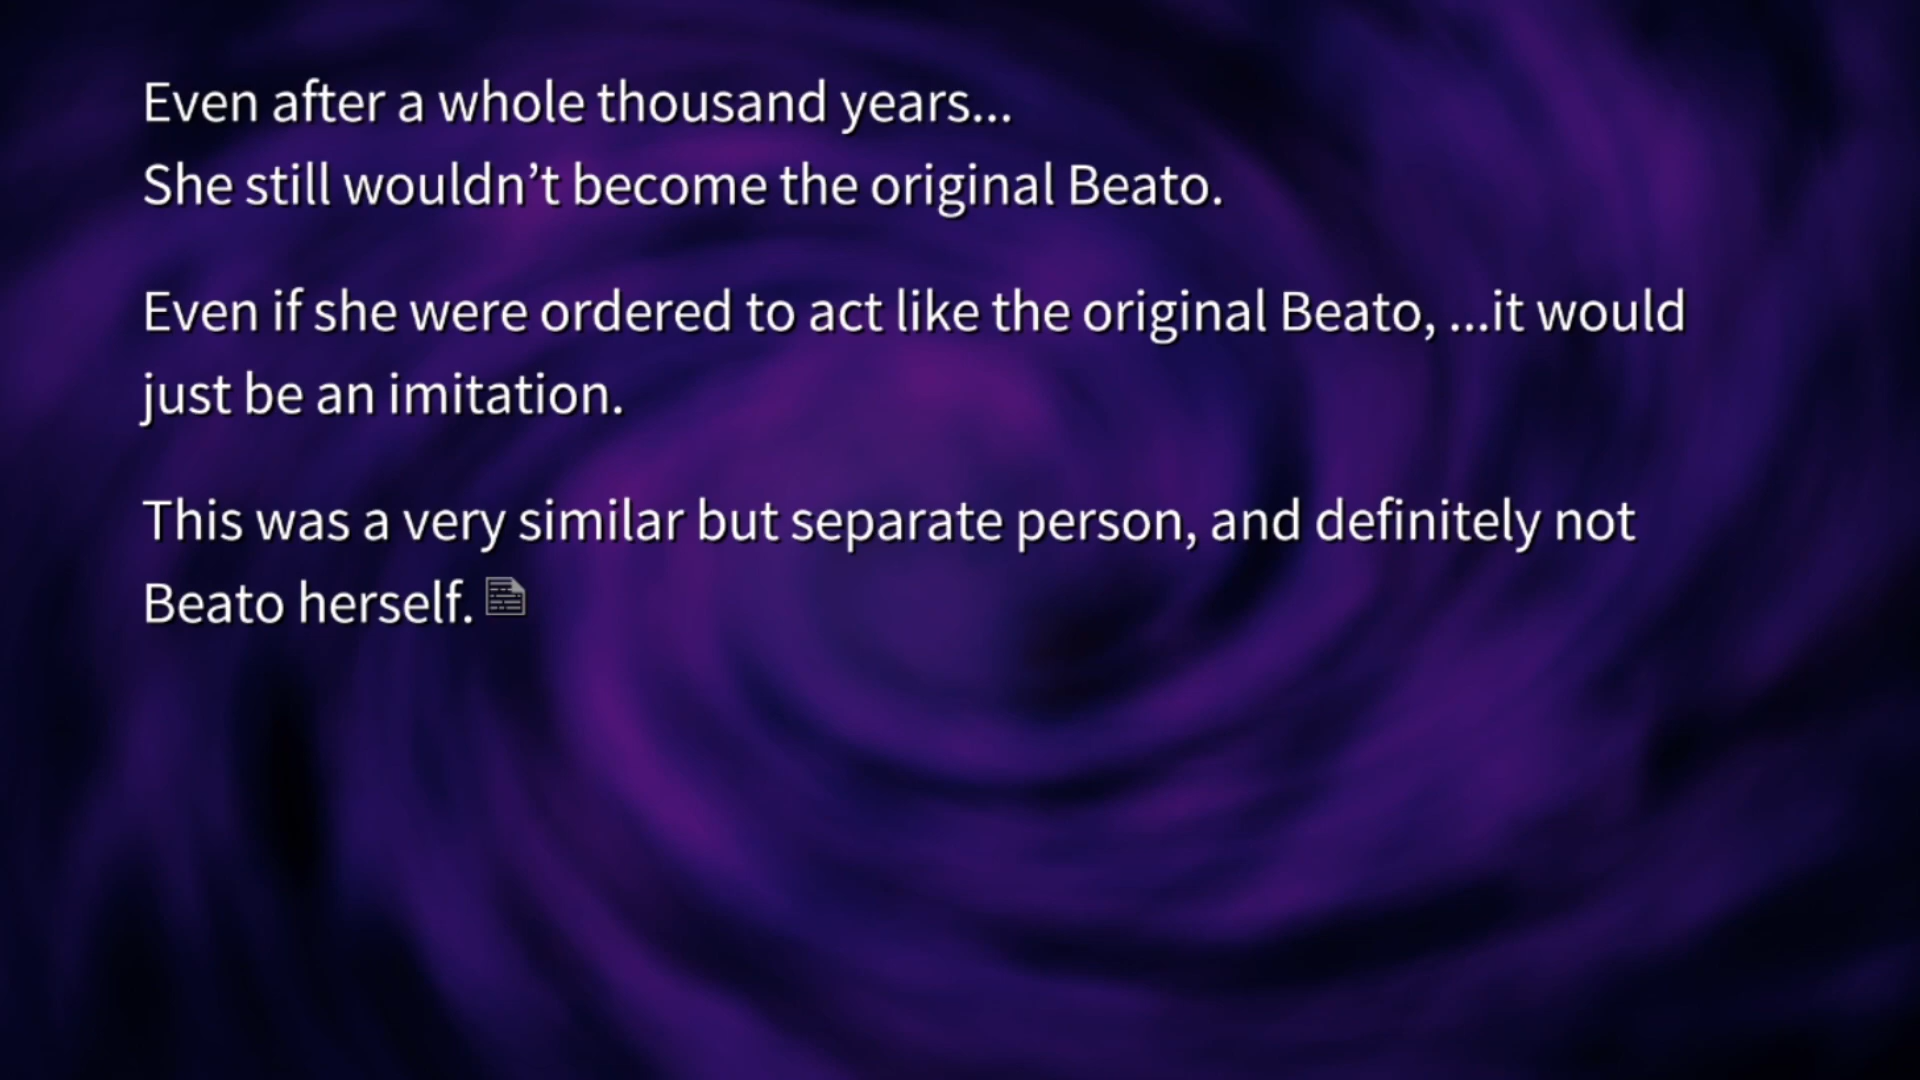 Even after a whole thousand years...
She still wouldn’t become the original Beato.
Even if she were ordered to act like the original Beato, ...it would
just be an imitation.
This was a very similar but separate person, and definitely not
Beato herself.